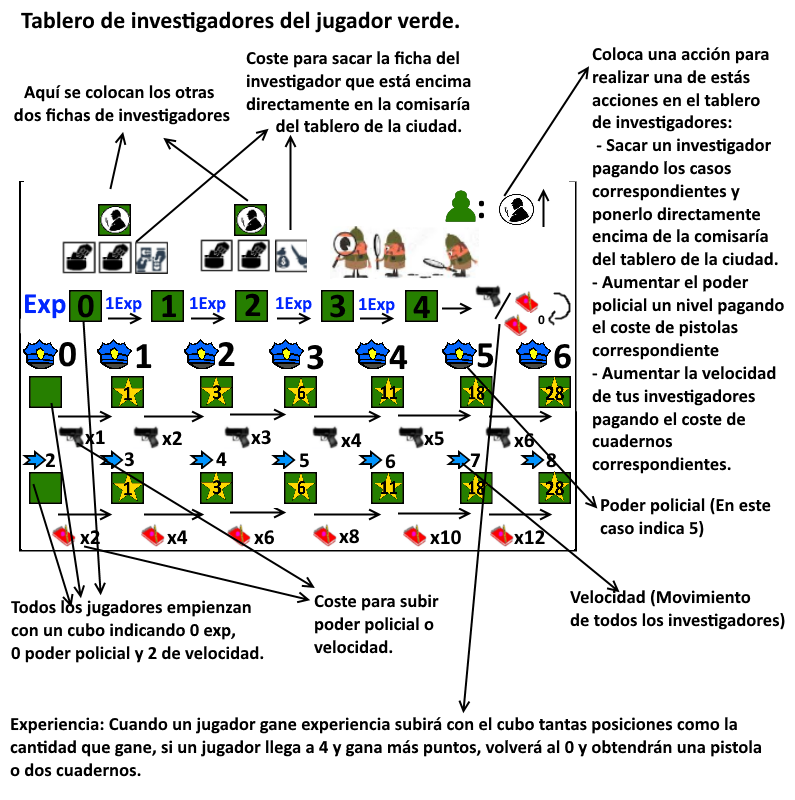 Tablero de investigadores del jugador verde.
Aquí se colocan los otras
dos fichas de investigadores
Coste para sacar la ficha del
investigador que está encima
directamente en la comisaría
del tablero de la ciudad.
Coloca una acción para
realizar una de estás
acciones en el tablero
de investigadores:
- Sacar un investigador
pagando los casos
correspondientes y
ponerlo directamente
encima de la comisaría
del tablero de la ciudad.
- Aumentar el poder
policial un nivel pagando
el coste de pistolas
correspondiente
- Aumentar la velocidad
de tus investigadores
pagando el coste de
cuadernos
correspondientes.
:
Exp 0 1Exp 1 1Exp 2 1Exp 3 1Exp 4 / 0
0 1 2 3 4 5 6
1 3 6 11 18 28
x1 x2 x3 x4 x5 x6
2 3 4 5 6 7 8
1 3 6 11 18 28
x2 x4 x6 x8 x10 x12
Poder policial (En este
caso indica 5)
Velocidad (Movimiento
de todos los investigadores)
Todos los jugadores empienzan
con un cubo indicando 0 exp,
0 poder policial y 2 de velocidad.
Coste para subir
poder policial o
velocidad.
Experiencia: Cuando un jugador gane experiencia subirá con el cubo tantas posiciones como la
cantidad que gane, si un jugador llega a 4 y gana más puntos, volverá al 0 y obtendrán una pistola
o dos cuadernos.